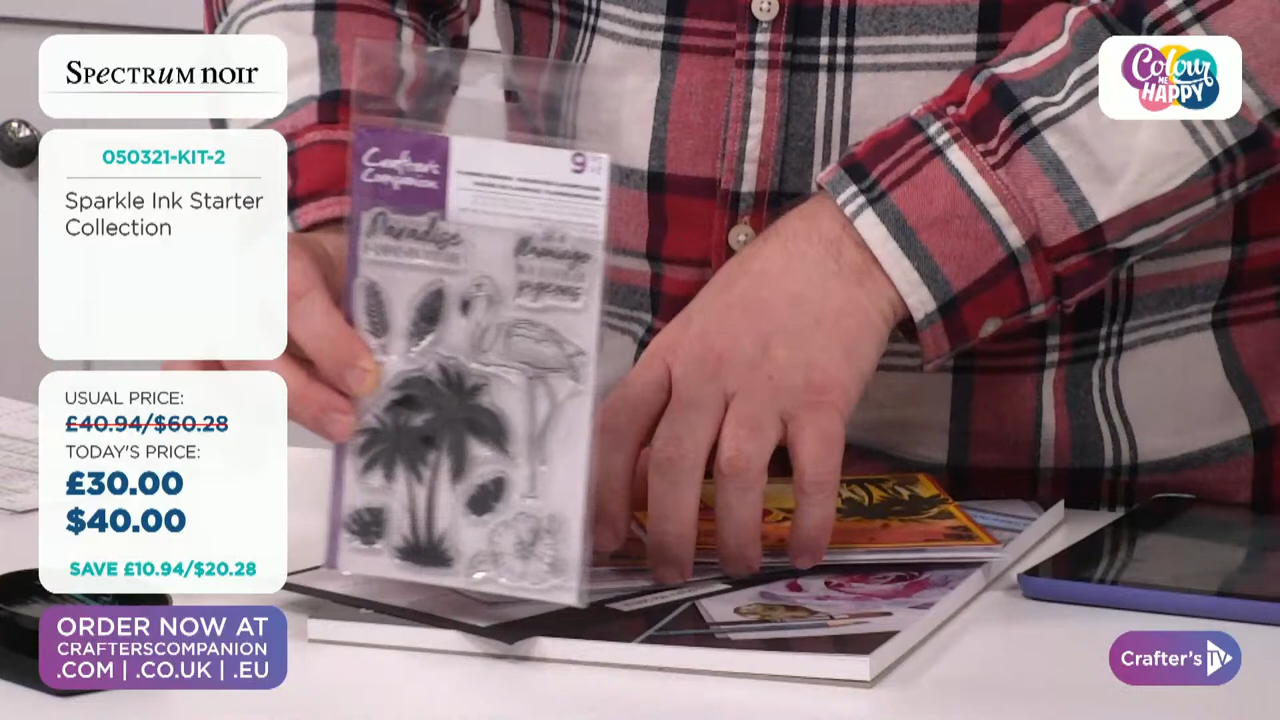 SPECTRUM NOIR
050321-KIT-2
Sparkle Ink Starter
Collection
USUAL PRICE:
£40.94/$60.28
TODAY'S PRICE:
£30.00
$40.00
SAVE £10.94/$20.28
ORDER NOW AT
CRAFTERSCOMPANION
.COM | .CO.UK | .EU
Colour
ME
HAPPY
Crafter's
Companion
9
Paradise
flamingo
pigeons
Crafter's TV